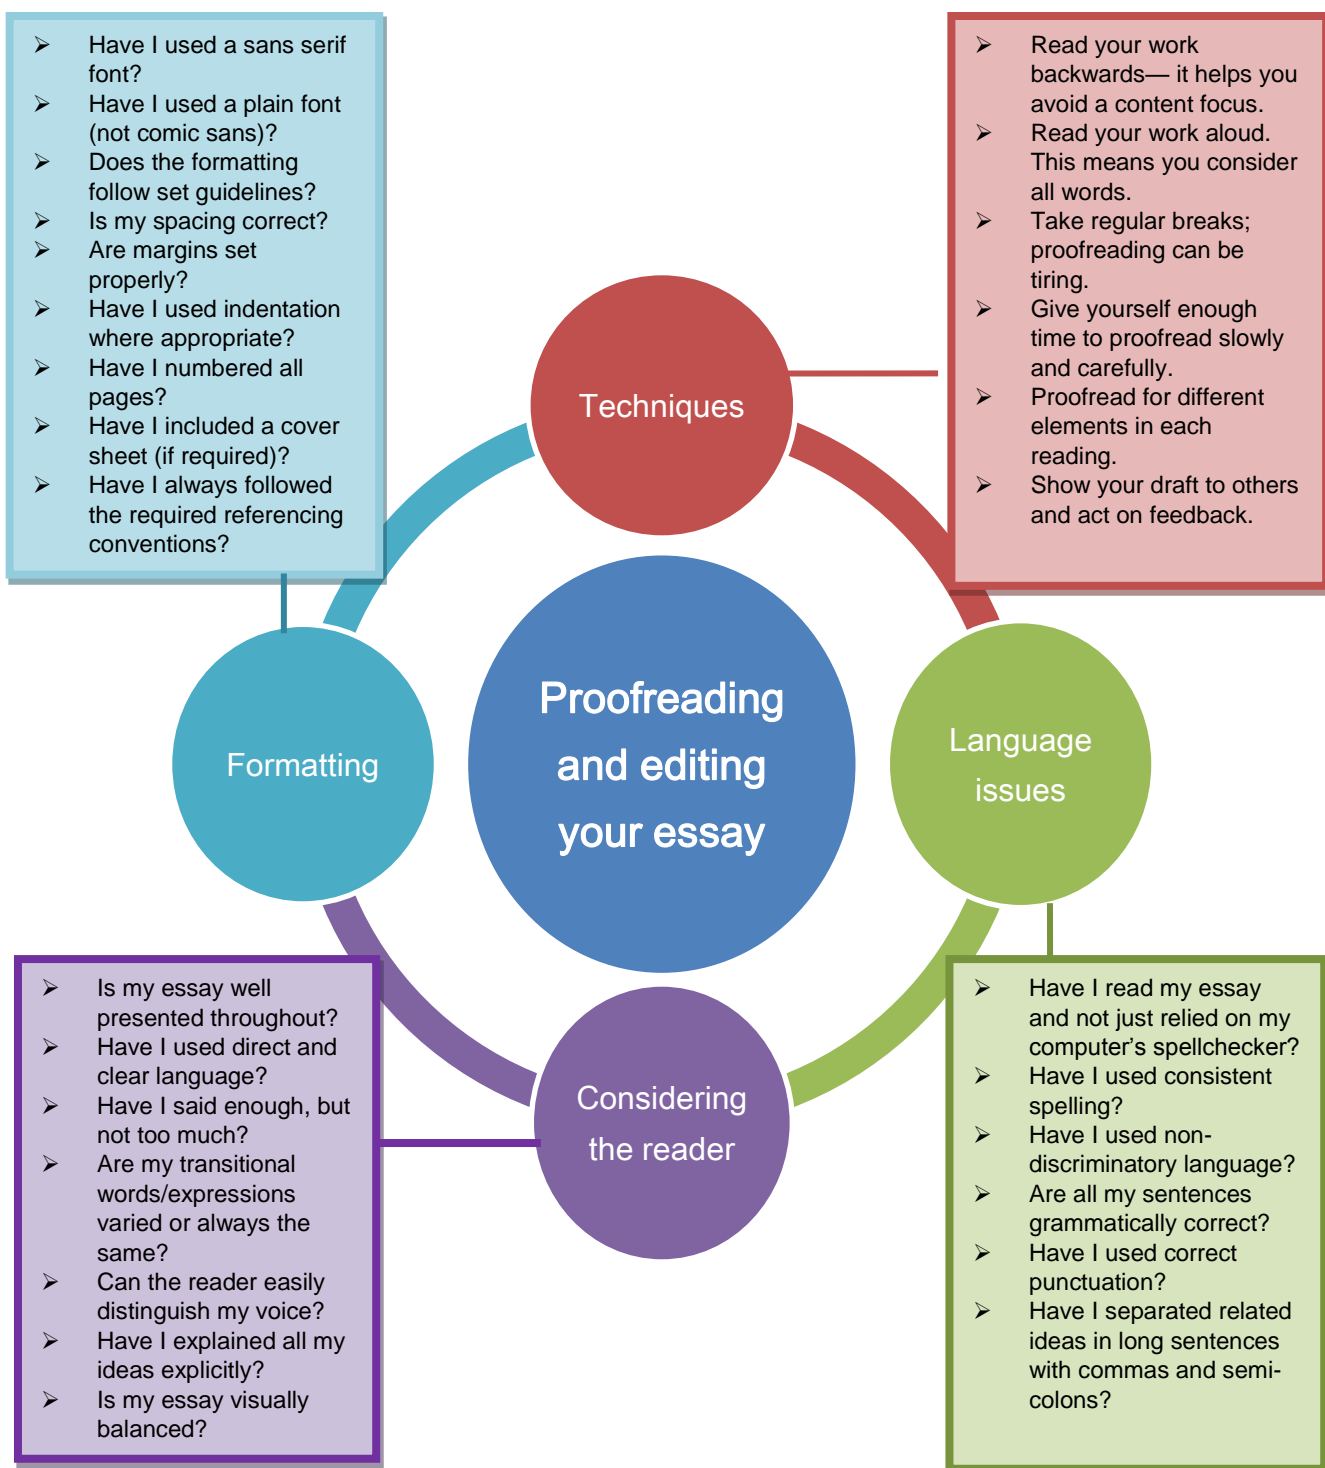 ➢ Have I used a sans serif
font?
➢ Have I used a plain font
(not comic sans)?
➢ Does the formatting
follow set guidelines?
➢ Is my spacing correct?
➢ Are margins set
properly?
➢ Have I used indentation
where appropriate?
➢ Have I numbered all
pages?
➢ Have I included a cover
sheet (if required)?
➢ Have I always followed
the required referencing
conventions?
➢ Read your work
backwards— it helps you
avoid a content focus.
➢ Read your work aloud.
This means you consider
all words.
➢ Take regular breaks;
proofreading can be
tiring.
➢ Give yourself enough
time to proofread slowly
and carefully.
➢ Proofread for different
elements in each
reading.
➢ Show your draft to others
and act on feedback.
Techniques
Formatting
Proofreading
and editing
your essay
Language
issues
Considering
the reader
➢ Is my essay well
presented throughout?
➢ Have I used direct and
clear language?
➢ Have I said enough, but
not too much?
➢ Are my transitional
words/expressions
varied or always the
same?
➢ Can the reader easily
distinguish my voice?
➢ Have I explained all my
ideas explicitly?
➢ Is my essay visually
balanced?
➢ Have I read my essay
and not just relied on my
computer’s spellchecker?
➢ Have I used consistent
spelling?
➢ Have I used non-
discriminatory language?
➢ Are all my sentences
grammatically correct?
➢ Have I used correct
punctuation?
➢ Have I separated related
ideas in long sentences
with commas and semi-
colons?